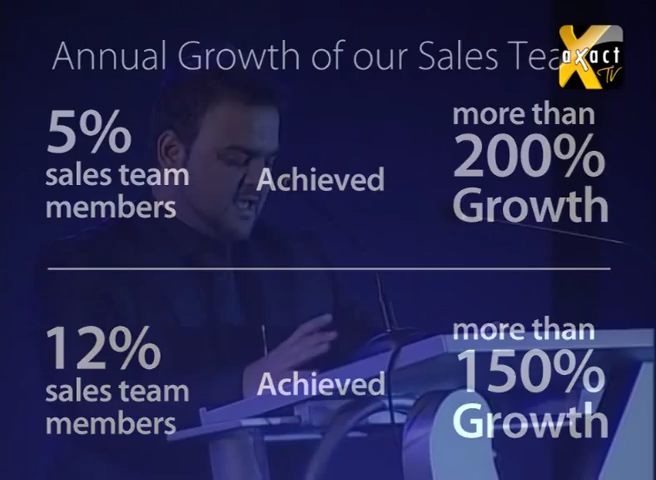 Annual Growth of our Sales Tea
axact
TV
5%
sales team
members
Achieved
more than
200%
Growth
12%
sales team
members
Achieved
more than
150%
Growth